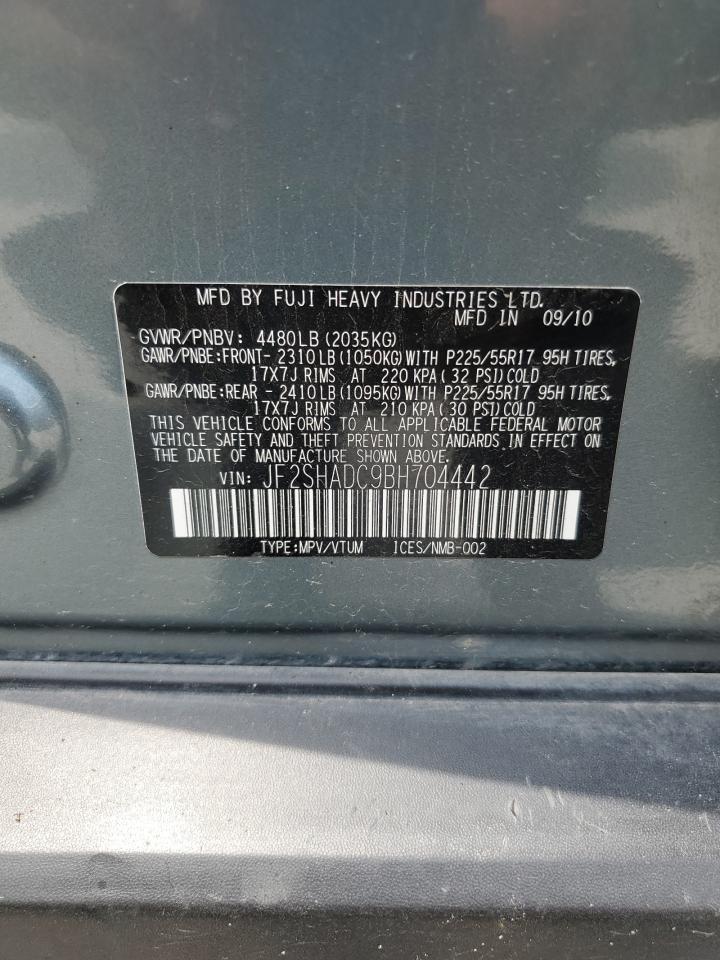 MFD BY FUJI HEAVY INDUSTRIES LTD.
MFD IN 09/10
GVWR/PNBV: 4480LB(2035KG)
GAWR/PNBE:FRONT- 2310LB(1050KG)WITH P225/55R17 95H TIRES,
17X7J RIMS AT 220 KPA(32 PSI)COLD
GAWR/PNBE:REAR - 2410LB(1095KG)WITH P225/55R17 95H TIRES,
17X7J RIMS AT 210 KPA(30 PSI)COLD
THIS VEHICLE CONFORMS TO ALL APPLICABLE FEDERAL MOTOR
VEHICLE SAFETY AND THEFT PREVENTION STANDARDS IN EFFECT ON
THE DATE OF MANUFACTURE SHOWN ABOVE.
VIN: JF2SHADC9BH704442
TYPE:MPV/VTUM ICES/NMB-002